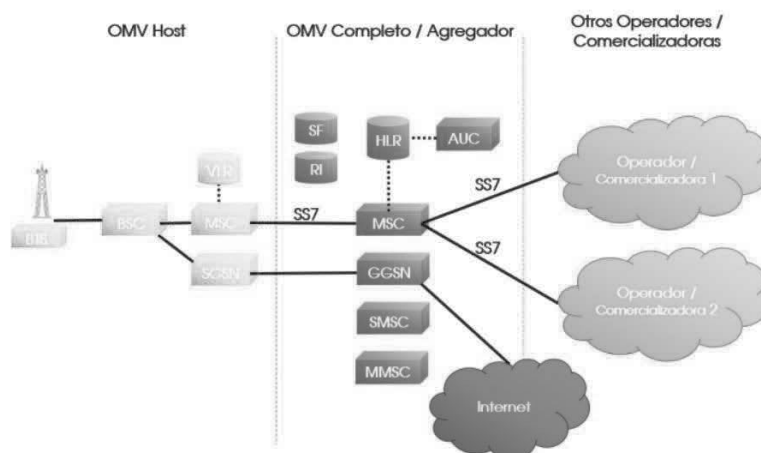 OMV Host
OMV Completo / Agregador
Otros Operadores /
Comercializadoras
SF
RI
HLR
AUC
VLR
BSC
MSC
SS7
MSC
SS7
SS7
SGSN
GGSN
SMSC
MMSC
Internet
Operador /
Comercializadora 1
Operador /
Comercializadora 2